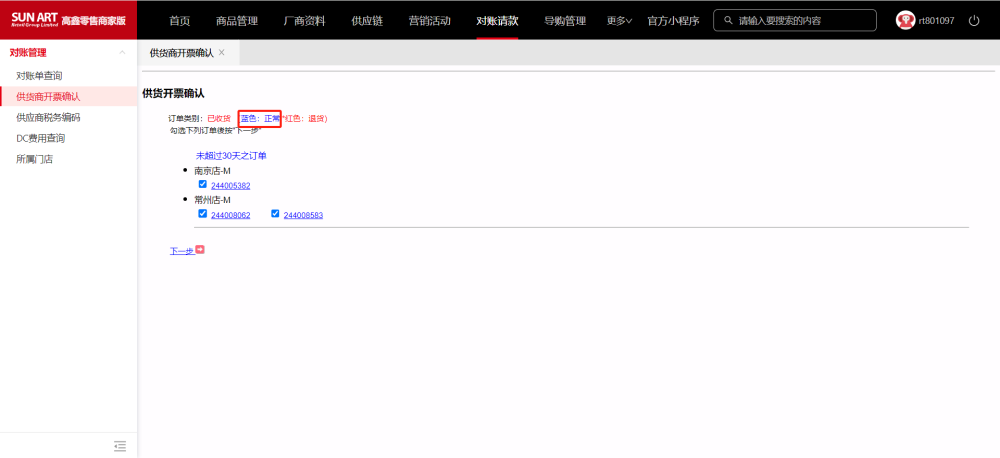 SUN ART 高鑫零售商家版
Retail Group Limited
首页 商品管理 厂商资料 供应链 营销活动 对账请款 导购管理 更多 官方小程序 请输入要搜索的内容 rt801097
对账管理
对账单查询
供货商开票确认
供应商税务编码
DC费用查询
所属门店
供货商开票确认 ×
供货开票确认
订单类别：已收货 蓝色：正常 *红色：退货)
勾选下列订单後按"下一步"
未超过30天之订单
南京店-M
244005382
常州店-M
244008062 244008583
下一步